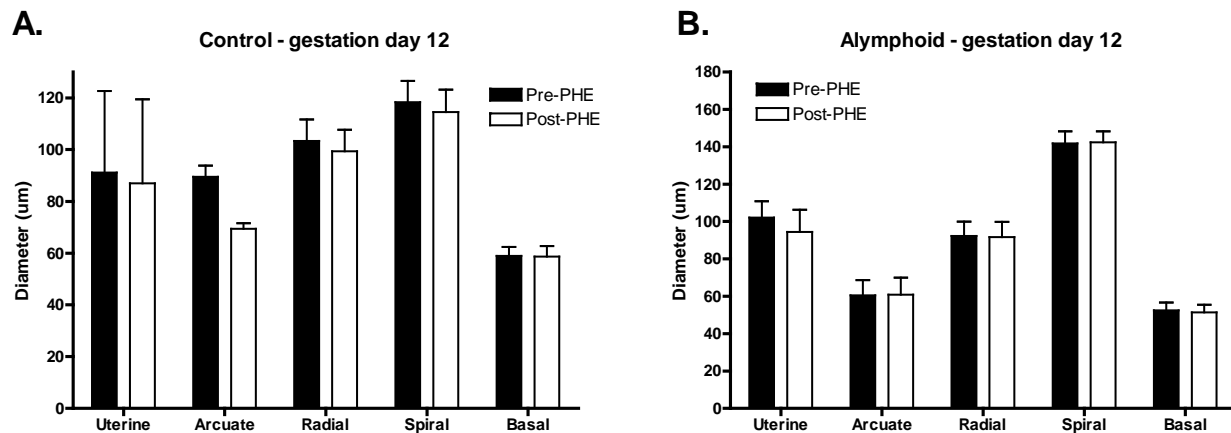 A.
Control - gestation day 12
Diameter (um)
120
100
80
60
40
20
0
Pre-PHE
Post-PHE
Uterine Arcuate Radial Spiral Basal
B.
Alymphoid - gestation day 12
Diameter (um)
180
160
140
120
100
80
60
40
20
0
Pre-PHE
Post-PHE
Uterine Arcuate Radial Spiral Basal